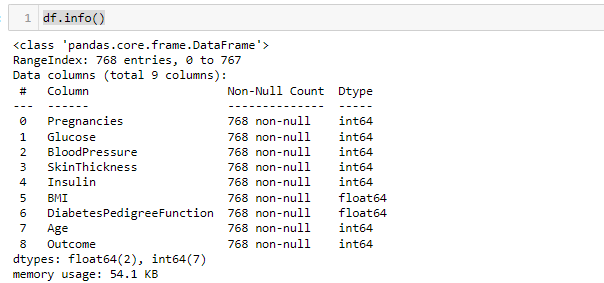 1 df.info()
<class 'pandas.core.frame.DataFrame'>
RangeIndex: 768 entries, 0 to 767
Data columns (total 9 columns):
 #   Column                    Non-Null Count  Dtype
---  ------                    --------------  -----
 0   Pregnancies               768 non-null    int64
 1   Glucose                   768 non-null    int64
 2   BloodPressure             768 non-null    int64
 3   SkinThickness             768 non-null    int64
 4   Insulin                   768 non-null    int64
 5   BMI                       768 non-null    float64
 6   DiabetesPedigreeFunction  768 non-null    float64
 7   Age                       768 non-null    int64
 8   Outcome                   768 non-null    int64
dtypes: float64(2), int64(7)
memory usage: 54.1 KB